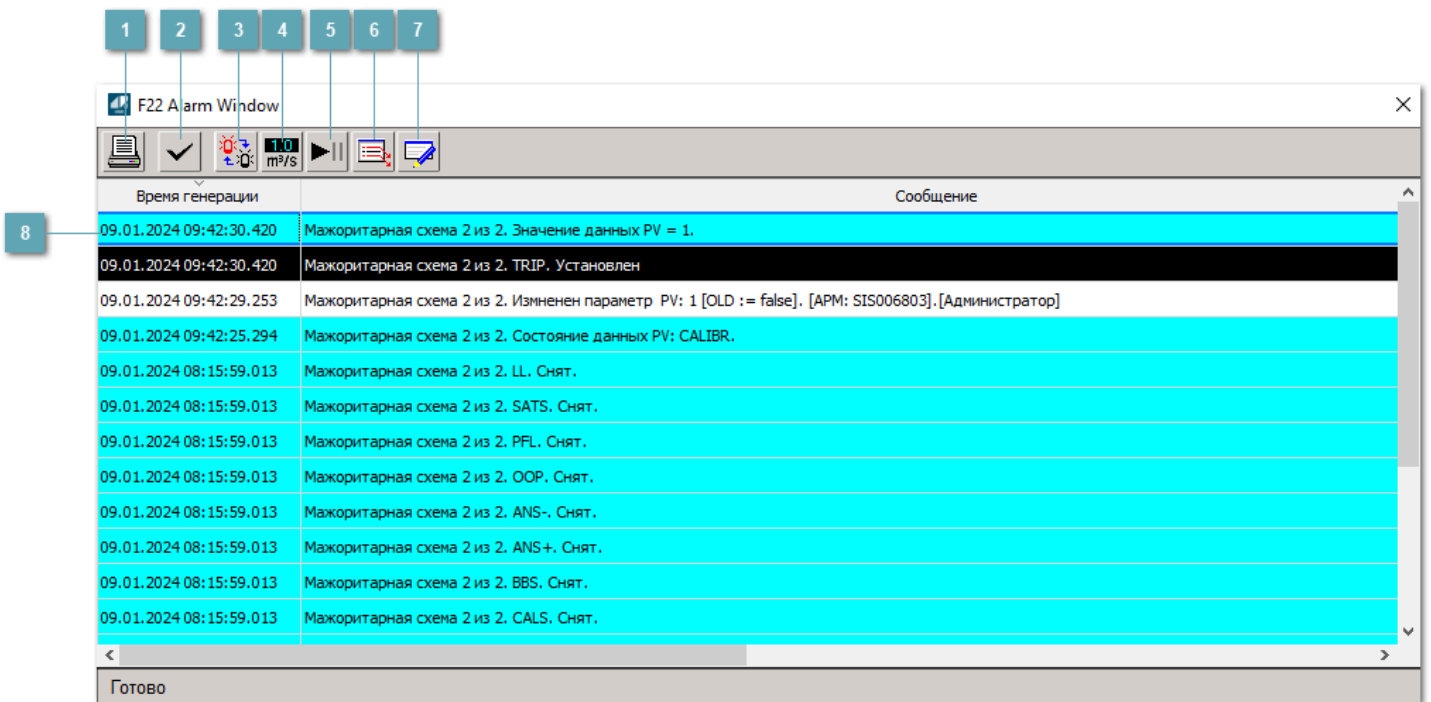 1 2 3 4 5 6 7
F22 Alarm Window
1.0
m³/s
Время генерации Сообщение
8
09.01.2024 09:42:30.420 Мажоритарная схема 2 из 2. Значение данных PV = 1.
09.01.2024 09:42:30.420 Мажоритарная схема 2 из 2. TRIP. Установлен
09.01.2024 09:42:29.253 Мажоритарная схема 2 из 2. Измненен параметр PV: 1 [OLD := false]. [АРМ: SIS006803].[Администратор]
09.01.2024 09:42:25.294 Мажоритарная схема 2 из 2. Состояние данных PV: CALIBR.
09.01.2024 08:15:59.013 Мажоритарная схема 2 из 2. LL. Снят.
09.01.2024 08:15:59.013 Мажоритарная схема 2 из 2. SATS. Снят.
09.01.2024 08:15:59.013 Мажоритарная схема 2 из 2. PFL. Снят.
09.01.2024 08:15:59.013 Мажоритарная схема 2 из 2. OOP. Снят.
09.01.2024 08:15:59.013 Мажоритарная схема 2 из 2. ANS-. Снят.
09.01.2024 08:15:59.013 Мажоритарная схема 2 из 2. ANS+. Снят.
09.01.2024 08:15:59.013 Мажоритарная схема 2 из 2. BBS. Снят.
09.01.2024 08:15:59.013 Мажоритарная схема 2 из 2. CALS. Снят.
Готово